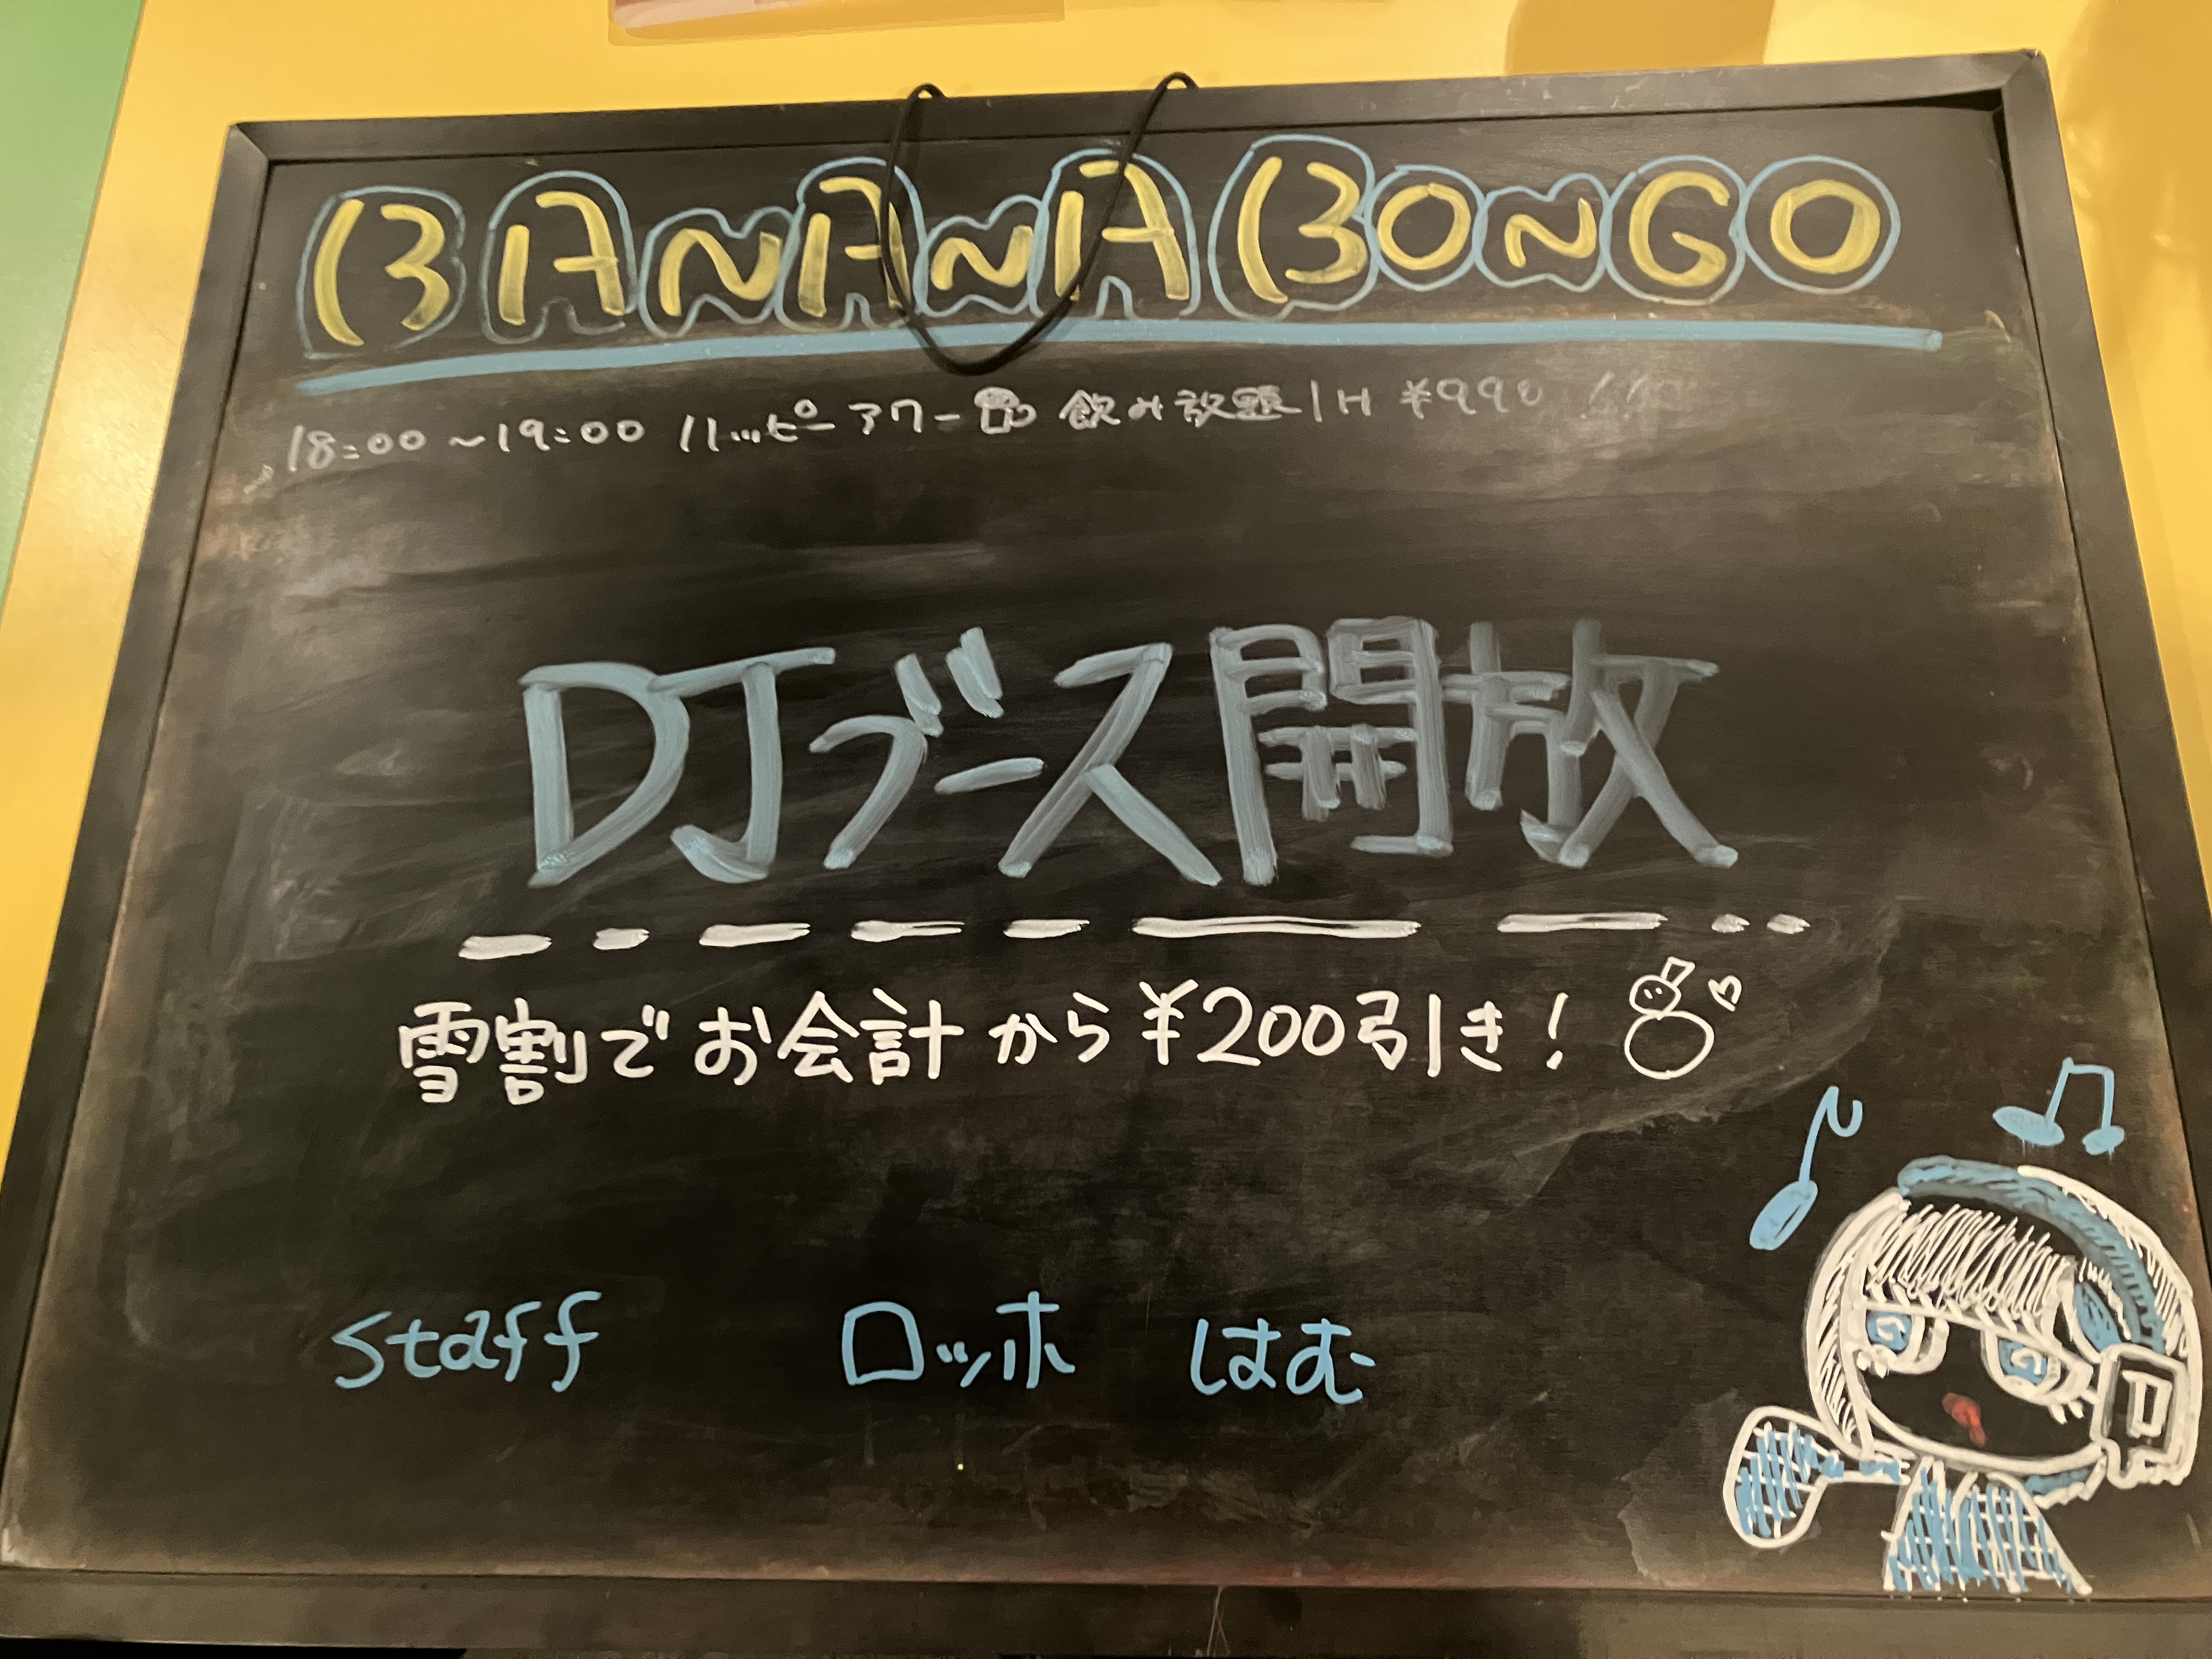 BANANA BONGO
18:00～19:00 ハッピーアワー 飲み放題1H ¥990
DJブース開放
雪割でお会計から¥200引き!
staff ロッホ はむ